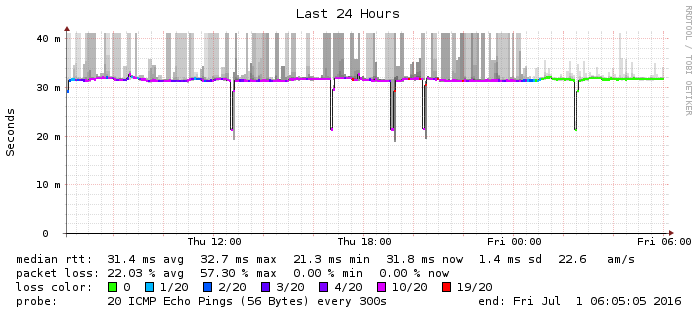 Last 24 Hours
RRDTOOL / TOBI OETIKER
Seconds
40 m
30 m
20 m
10 m
0
Thu 12:00 Thu 18:00 Fri 00:00 Fri 06:00
median rtt: 31.4 ms avg 32.7 ms max 21.3 ms min 31.8 ms now 1.4 ms sd 22.6 am/s
packet loss: 22.03 % avg 57.30 % max 0.00 % min 0.00 % now
loss color: 0 1/20 2/20 3/20 4/20 10/20 19/20
probe: 20 ICMP Echo Pings (56 Bytes) every 300s end: Fri Jul 1 06:05:05 2016